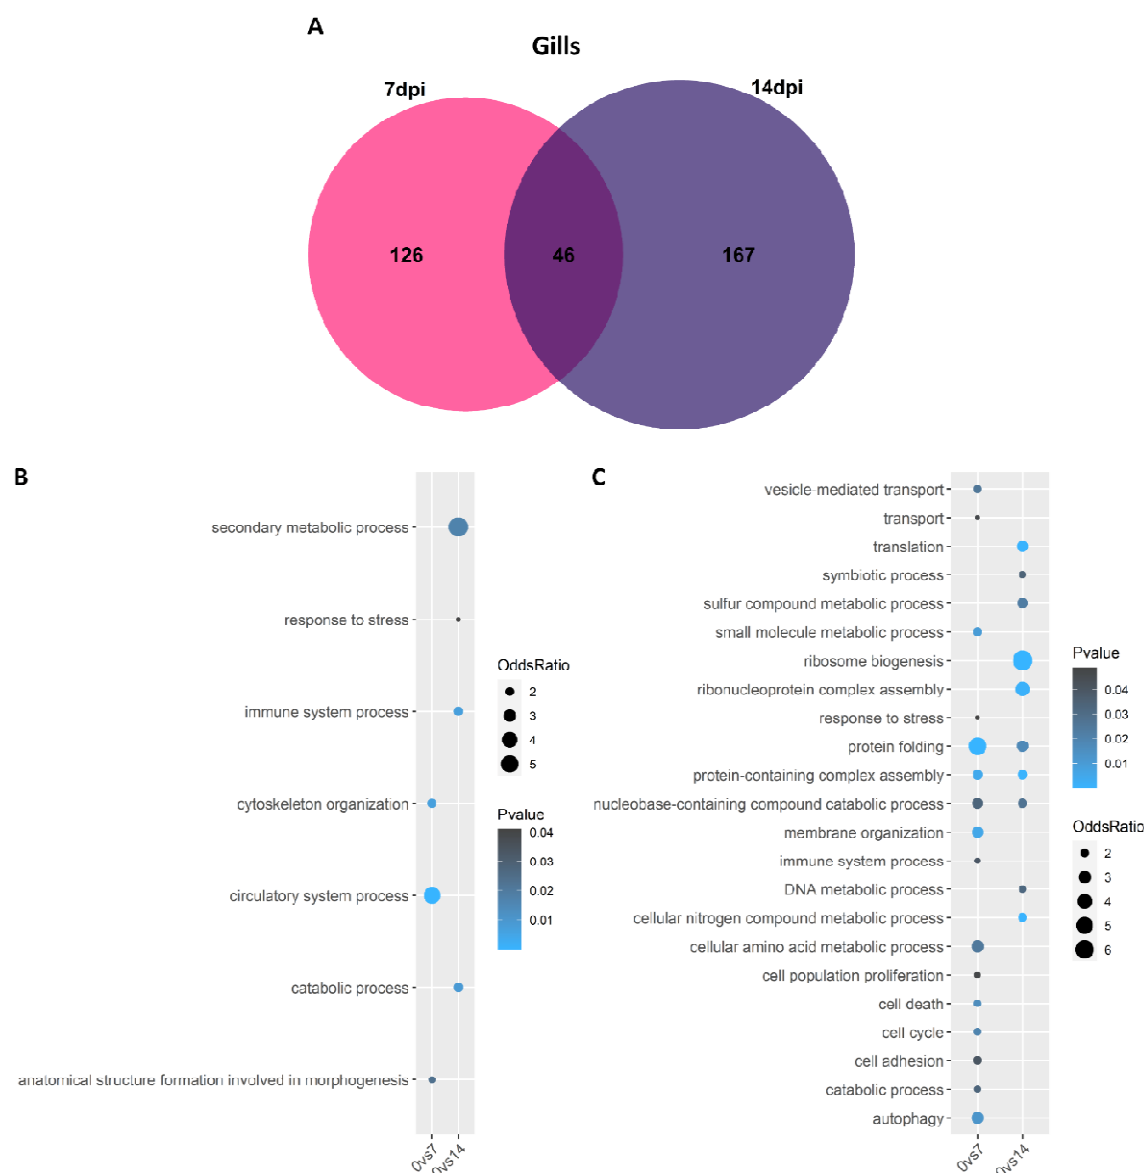 A
Gills
7dpi
14dpi
126
46
167
B
secondary metabolic process
response to stress
immune system process
cytoskeleton organization
circulatory system process
catabolic process
anatomical structure formation involved in morphogenesis
0vs7
0vs14
OddsRatio
2
3
4
5
Pvalue
0.04
0.03
0.02
0.01
C
vesicle-mediated transport
transport
translation
symbiotic process
sulfur compound metabolic process
small molecule metabolic process
ribosome biogenesis
ribonucleoprotein complex assembly
response to stress
protein folding
protein-containing complex assembly
nucleobase-containing compound catabolic process
membrane organization
immune system process
DNA metabolic process
cellular nitrogen compound metabolic process
cellular amino acid metabolic process
cell population proliferation
cell death
cell cycle
cell adhesion
catabolic process
autophagy
0vs7
0vs14
Pvalue
0.04
0.03
0.02
0.01
OddsRatio
2
3
4
5
6